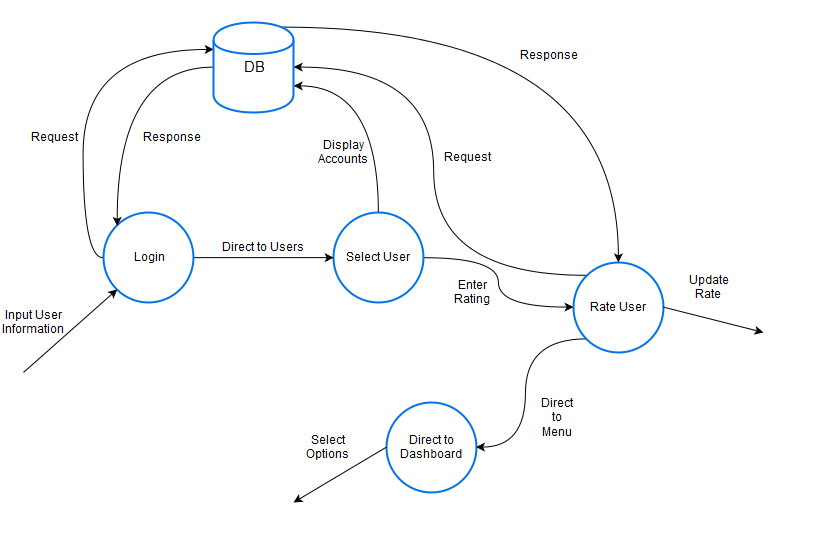 Response
DB
Request
Response
Display
Accounts
Request
Direct to Users
Login
Select User
Enter
Rating
Update
Rate
Rate User
Input User
Information
Direct
to
Menu
Select
Options
Direct to
Dashboard